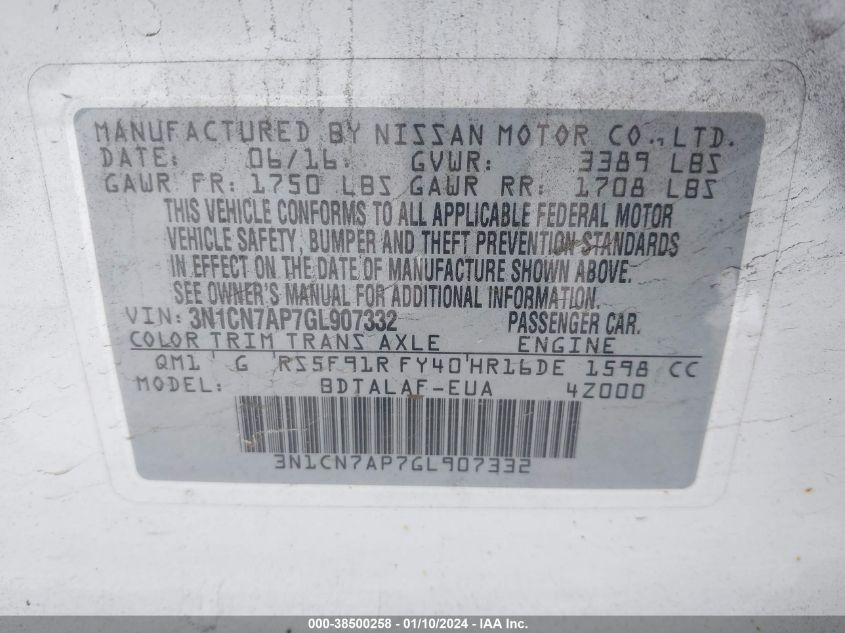 MANUFACTURED BY NISSAN MOTOR CO., LTD.
DATE: 06/16 GVWR: 3389 LBS
GAWR FR: 1750 LBS GAWR RR: 1708 LBS
THIS VEHICLE CONFORMS TO ALL APPLICABLE FEDERAL MOTOR
VEHICLE SAFETY, BUMPER AND THEFT PREVENTION STANDARDS
IN EFFECT ON THE DATE OF MANUFACTURE SHOWN ABOVE.
SEE OWNER'S MANUAL FOR ADDITIONAL INFORMATION.
VIN: 3N1CN7AP7GL907332 PASSENGER CAR.
COLOR TRIM TRANS AXLE ENGINE
QM1 G RS5F91R FY40 HR16DE 1598 CC
MODEL: BDTALAF-EUA 4Z000
3N1CN7AP7GL907332
000-38500258 - 01/10/2024 - IAA Inc.